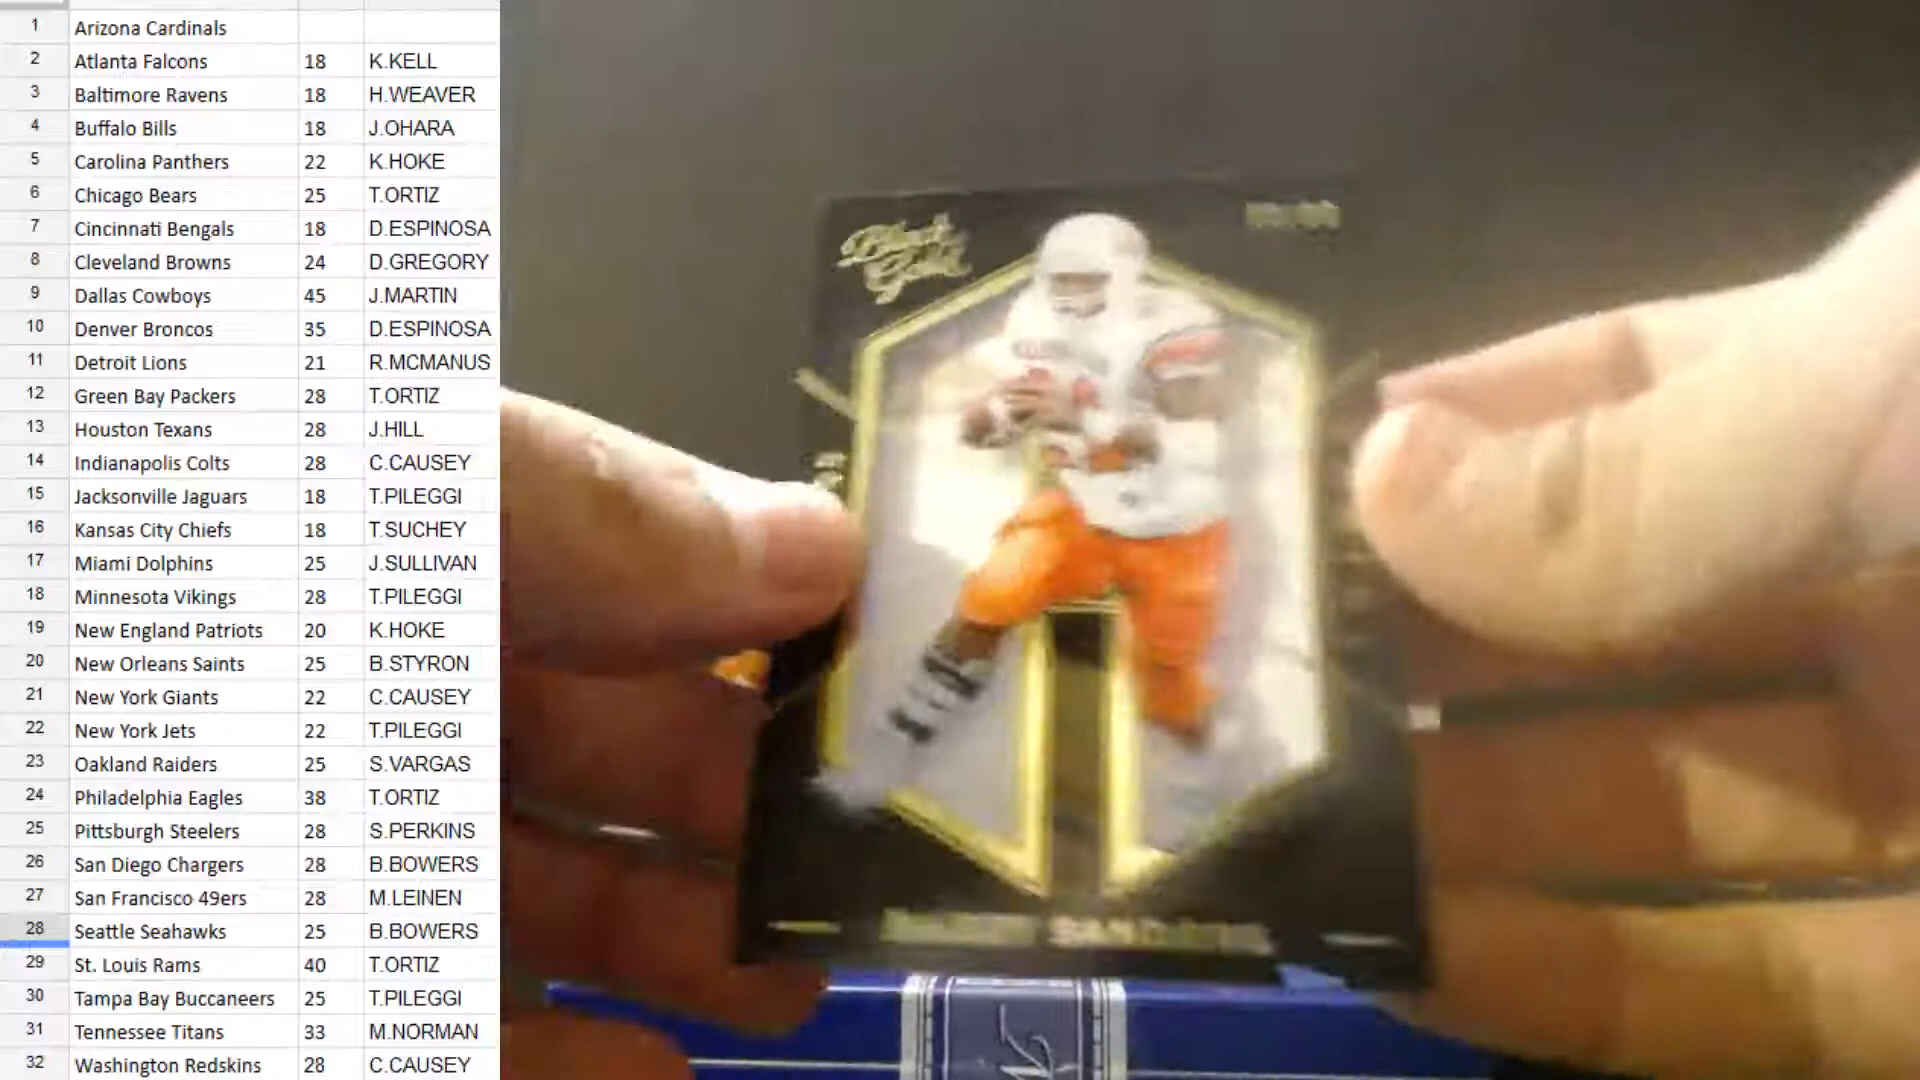 1 Arizona Cardinals
2 Atlanta Falcons 18 K.KELL
3 Baltimore Ravens 18 H.WEAVER
4 Buffalo Bills 18 J.OHARA
5 Carolina Panthers 22 K.HOKE
6 Chicago Bears 25 T.ORTIZ
7 Cincinnati Bengals 18 D.ESPINOSA
8 Cleveland Browns 24 D.GREGORY
9 Dallas Cowboys 45 J.MARTIN
10 Denver Broncos 35 D.ESPINOSA
11 Detroit Lions 21 R.MCMANUS
12 Green Bay Packers 28 T.ORTIZ
13 Houston Texans 28 J.HILL
14 Indianapolis Colts 28 C.CAUSEY
15 Jacksonville Jaguars 18 T.PILEGGI
16 Kansas City Chiefs 18 T.SUCHEY
17 Miami Dolphins 25 J.SULLIVAN
18 Minnesota Vikings 28 T.PILEGGI
19 New England Patriots 20 K.HOKE
20 New Orleans Saints 25 B.STYRON
21 New York Giants 22 C.CAUSEY
22 New York Jets 22 T.PILEGGI
23 Oakland Raiders 25 S.VARGAS
24 Philadelphia Eagles 38 T.ORTIZ
25 Pittsburgh Steelers 28 S.PERKINS
26 San Diego Chargers 28 B.BOWERS
27 San Francisco 49ers 28 M.LEINEN
28 Seattle Seahawks 25 B.BOWERS
29 St. Louis Rams 40 T.ORTIZ
30 Tampa Bay Buccaneers 25 T.PILEGGI
31 Tennessee Titans 33 M.NORMAN
32 Washington Redskins 28 C.CAUSEY
Black
Gold
BARRY SANDERS